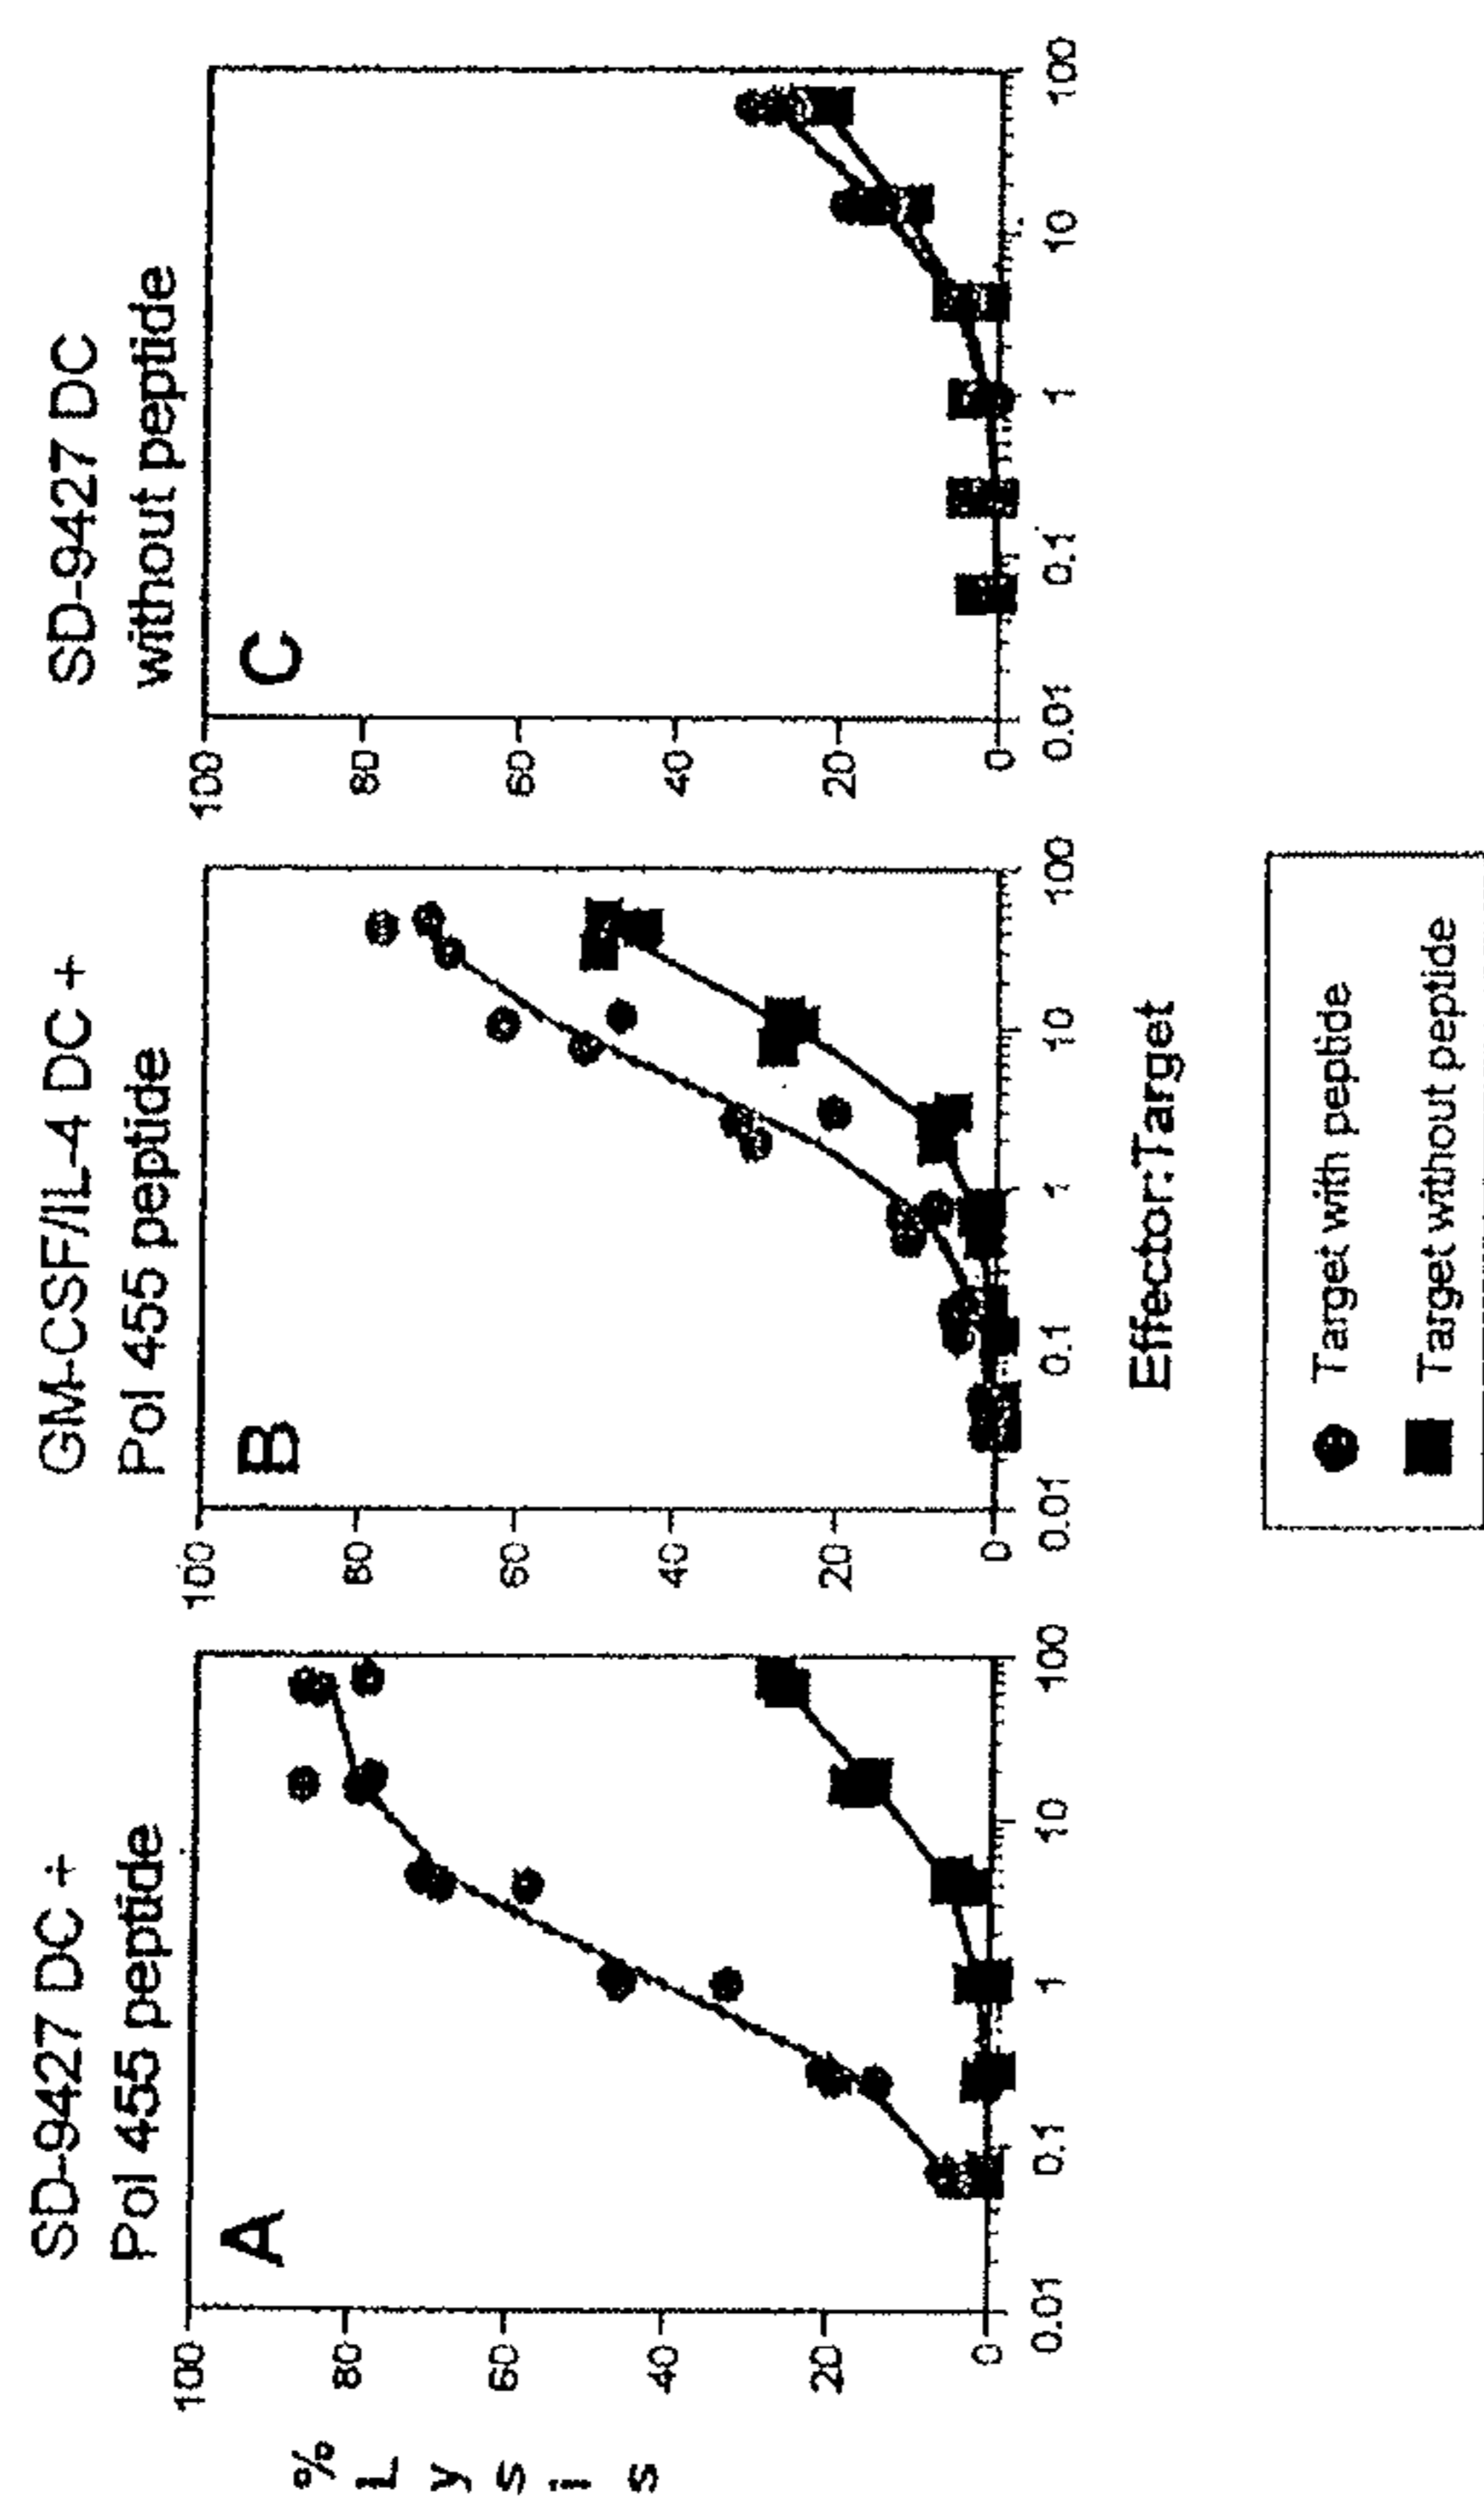 SD-9427 DC +
Pol 455 peptide
GM-CSF/IL-4 DC +
Pol 455 peptide
SD-9427 DC
without peptide
% Lysis
A
100
80
60
40
20
0
0.01
0.1
1
10
100
B
100
80
60
40
20
0
0.01
0.1
1
10
100
C
100
80
60
40
20
0
0.01
0.1
1
10
100
Effector:Target
Target with peptide
Target without peptide